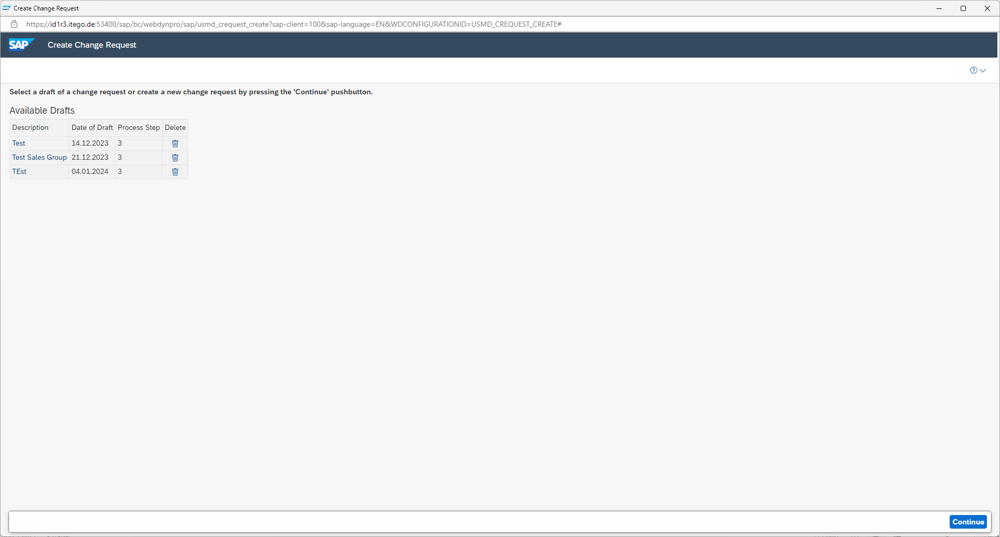 Create Change Request
https://id1r3.itego.de:53400/sap/bc/webdynpro/sap/usmd_crequest_create?sap-client=100&sap-language=EN&WDCONFIGURATIONID=USMD_CREQUEST_CREATE#
SAP Create Change Request
Select a draft of a change request or create a new change request by pressing the 'Continue' pushbutton.
Available Drafts
Description Date of Draft Process Step Delete
Test 14.12.2023 3
Test Sales Group 21.12.2023 3
TEst 04.01.2024 3
Continue